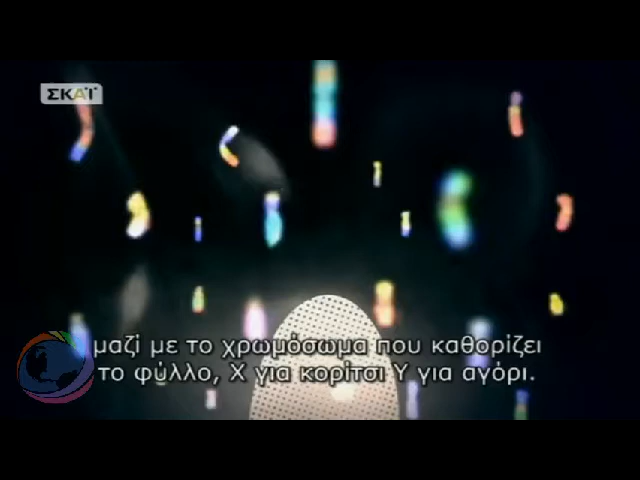 ΣΚΑΪ
μαζί με το χρωμόσωμα που καθορίζει
το φύλλο, Χ για κορίτσι Υ για αγόρι.